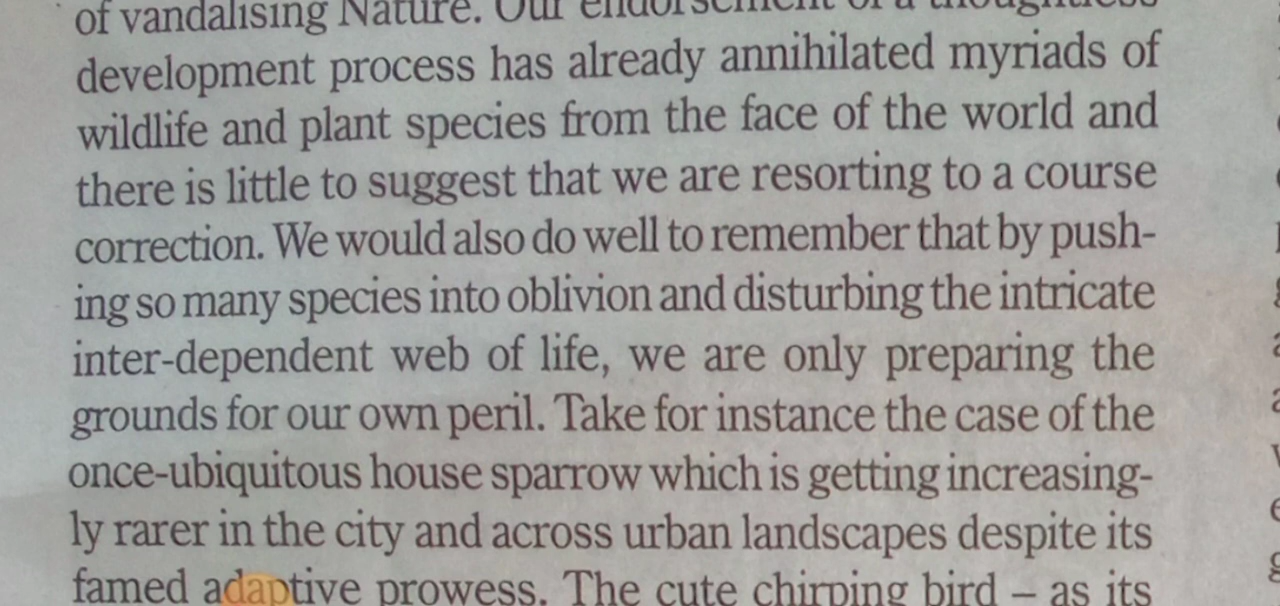 of vandalising Nature. Our endorsement of a thoughtless
development process has already annihilated myriads of
wildlife and plant species from the face of the world and
there is little to suggest that we are resorting to a course
correction. We would also do well to remember that by push-
ing so many species into oblivion and disturbing the intricate
inter-dependent web of life, we are only preparing the
grounds for our own peril. Take for instance the case of the
once-ubiquitous house sparrow which is getting increasing-
ly rarer in the city and across urban landscapes despite its
famed adaptive prowess. The cute chirping bird – as its